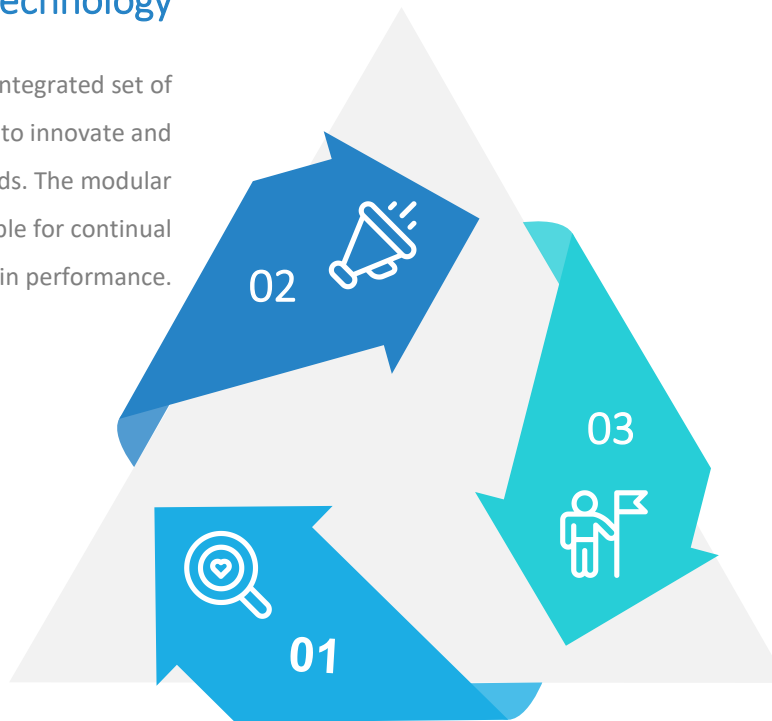 echnology
ntegrated set of
to innovate and
ds. The modular
ble for continual
in performance.
02
03
01